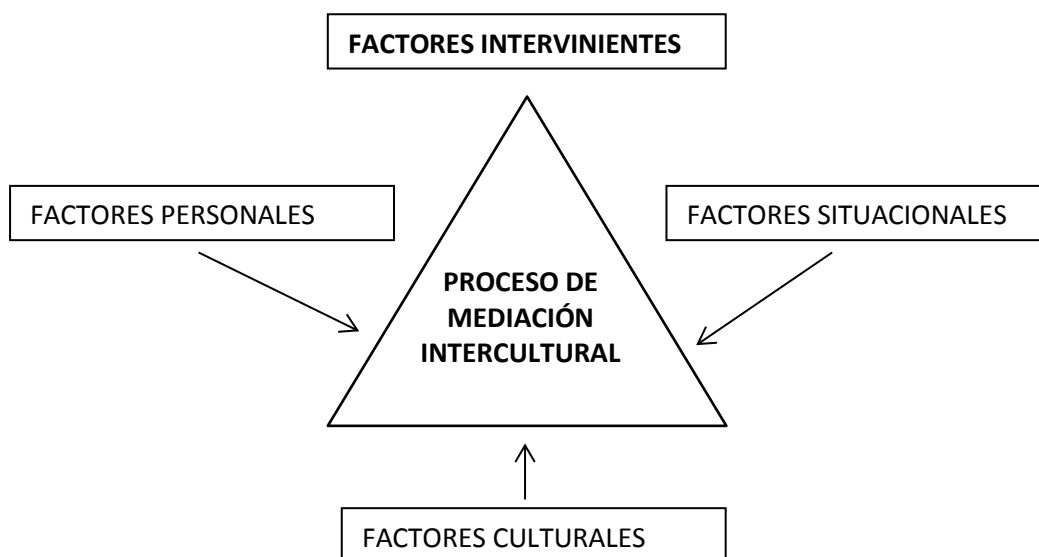 FACTORES INTERVINIENTES
FACTORES PERSONALES
FACTORES SITUACIONALES
PROCESO DE
MEDIACIÓN
INTERCULTURAL
FACTORES CULTURALES